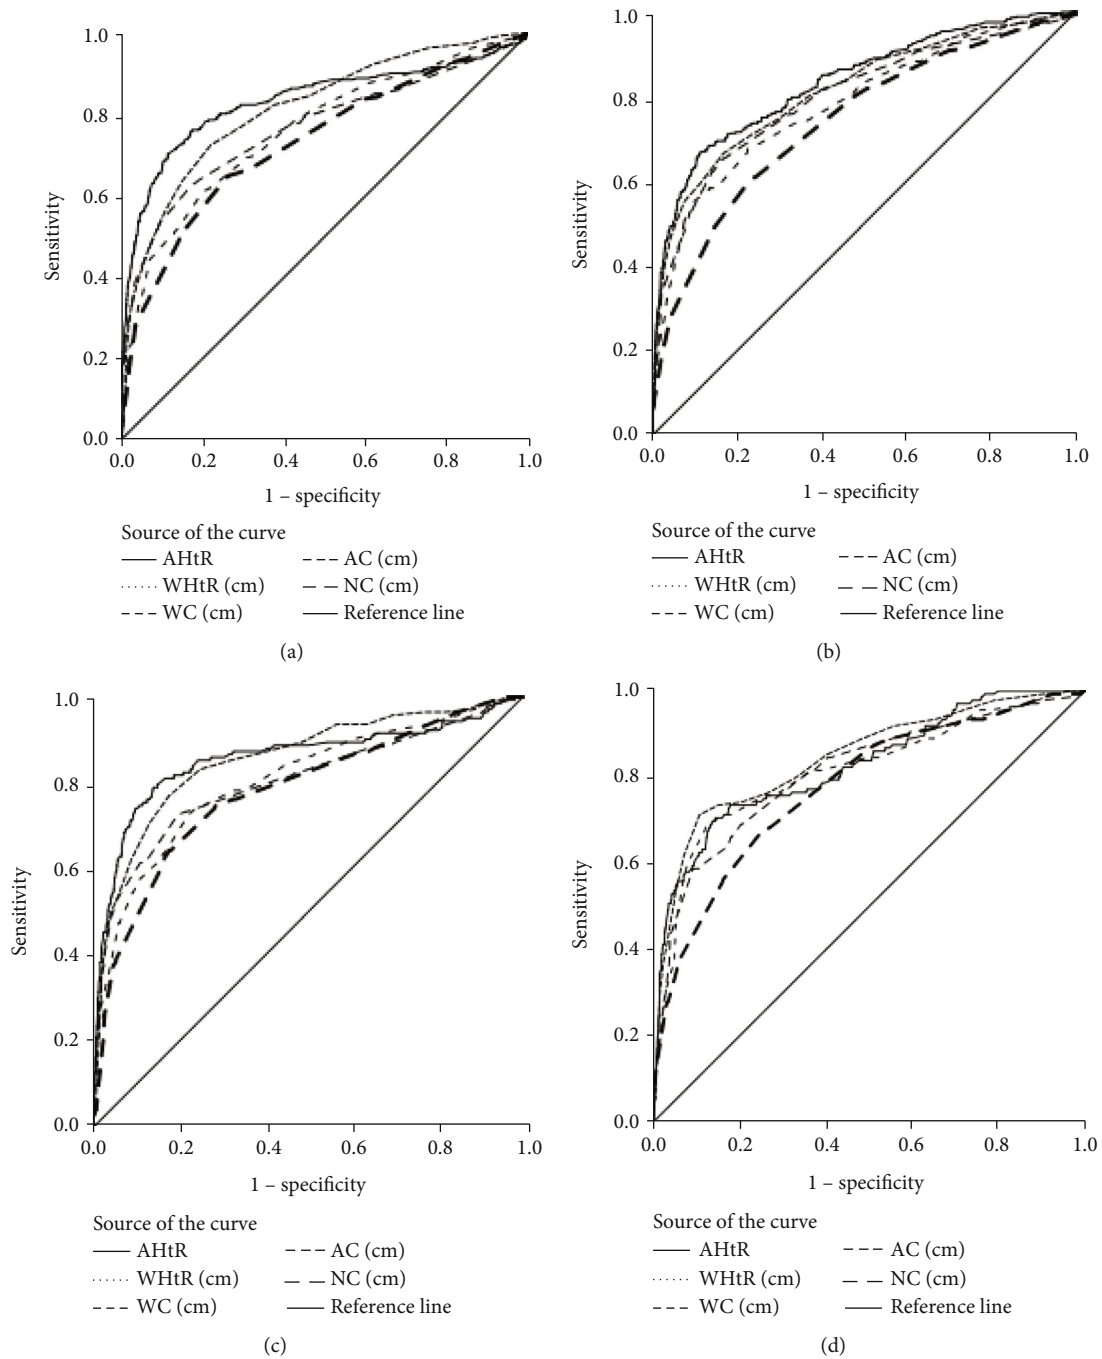 1.0
0.8
0.6
0.4
0.2
0.0
Sensitivity
0.0 0.2 0.4 0.6 0.8 1.0
1 – specificity
Source of the curve
AHtR AC (cm)
WHtR (cm) NC (cm)
WC (cm) Reference line
(a)
1.0
0.8
0.6
0.4
0.2
0.0
Sensitivity
0.0 0.2 0.4 0.6 0.8 1.0
1 – specificity
Source of the curve
AHtR AC (cm)
WHtR (cm) NC (cm)
WC (cm) Reference line
(b)
1.0
0.8
0.6
0.4
0.2
0.0
Sensitivity
0.0 0.2 0.4 0.6 0.8 1.0
1 – specificity
Source of the curve
AHtR AC (cm)
WHtR (cm) NC (cm)
WC (cm) Reference line
(c)
1.0
0.8
0.6
0.4
0.2
0.0
Sensitivity
0.0 0.2 0.4 0.6 0.8 1.0
1 – specificity
Source of the curve
AHtR AC (cm)
WHtR (cm) NC (cm)
WC (cm) Reference line
(d)